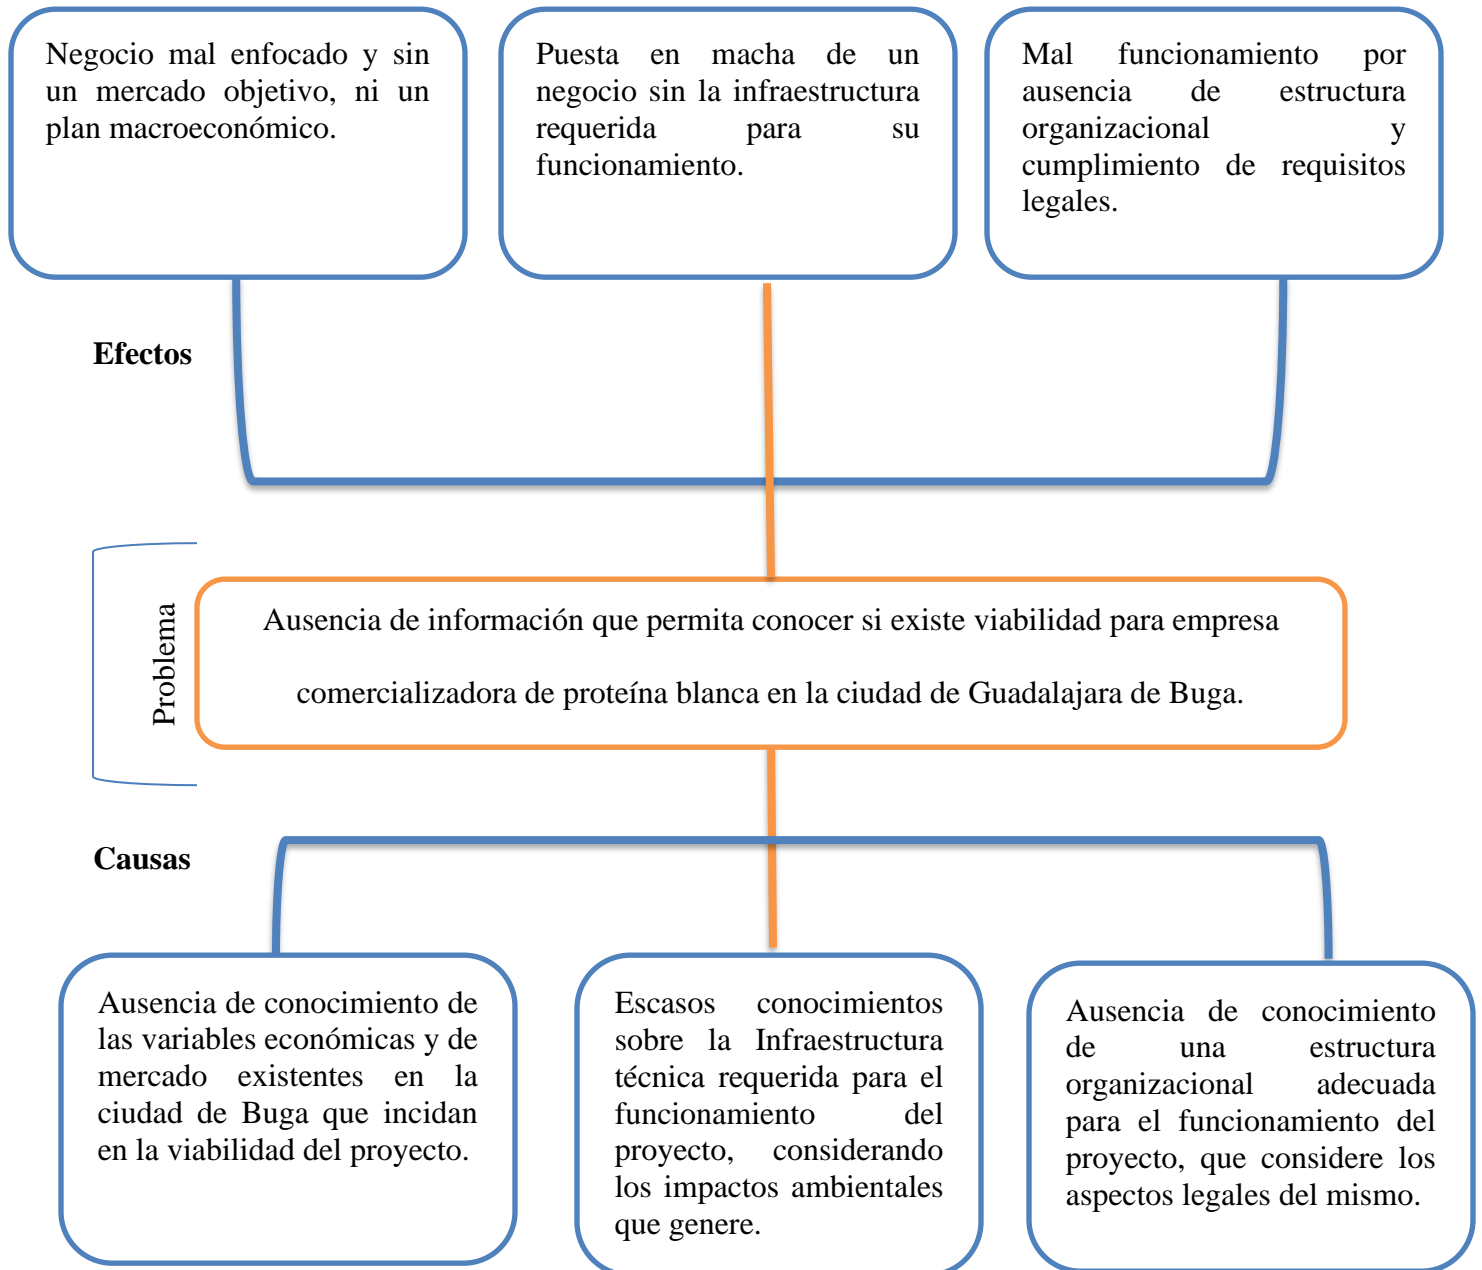 Negocio mal enfocado y sin
un mercado objetivo, ni un
plan macroeconómico.
Puesta en macha de un
negocio sin la infraestructura
requerida para su
funcionamiento.
Mal funcionamiento por
ausencia de estructura
organizacional y
cumplimiento de requisitos
legales.
Efectos
Problema
Ausencia de información que permita conocer si existe viabilidad para empresa
comercializadora de proteína blanca en la ciudad de Guadalajara de Buga.
Causas
Ausencia de conocimiento de
las variables económicas y de
mercado existentes en la
ciudad de Buga que incidan
en la viabilidad del proyecto.
Escasos conocimientos
sobre la Infraestructura
técnica requerida para el
funcionamiento del
proyecto, considerando
los impactos ambientales
que genere.
Ausencia de conocimiento
de una estructura
organizacional adecuada
para el funcionamiento del
proyecto, que considere los
aspectos legales del mismo.